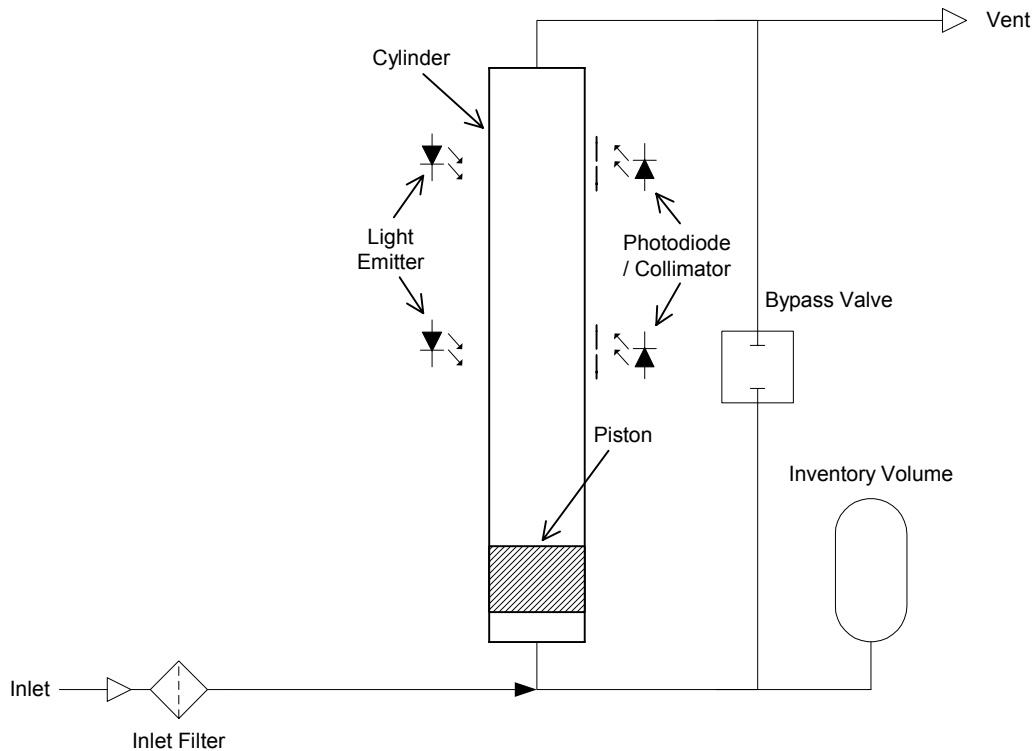 Vent
Cylinder
Light
Emitter
Photodiode
/ Collimator
Bypass Valve
Piston
Inventory Volume
Inlet
Inlet Filter